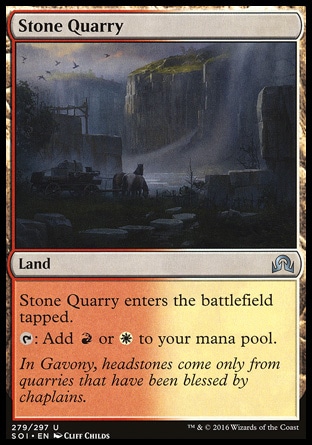 Stone Quarry
Land
Stone Quarry enters the battlefield
tapped.
: Add or to your mana pool.
In Gavony, headstones come only from
quarries that have been blessed by
chaplains.
279/297 U
SOI • EN Cliff Childs
™ & © 2016 Wizards of the Coast